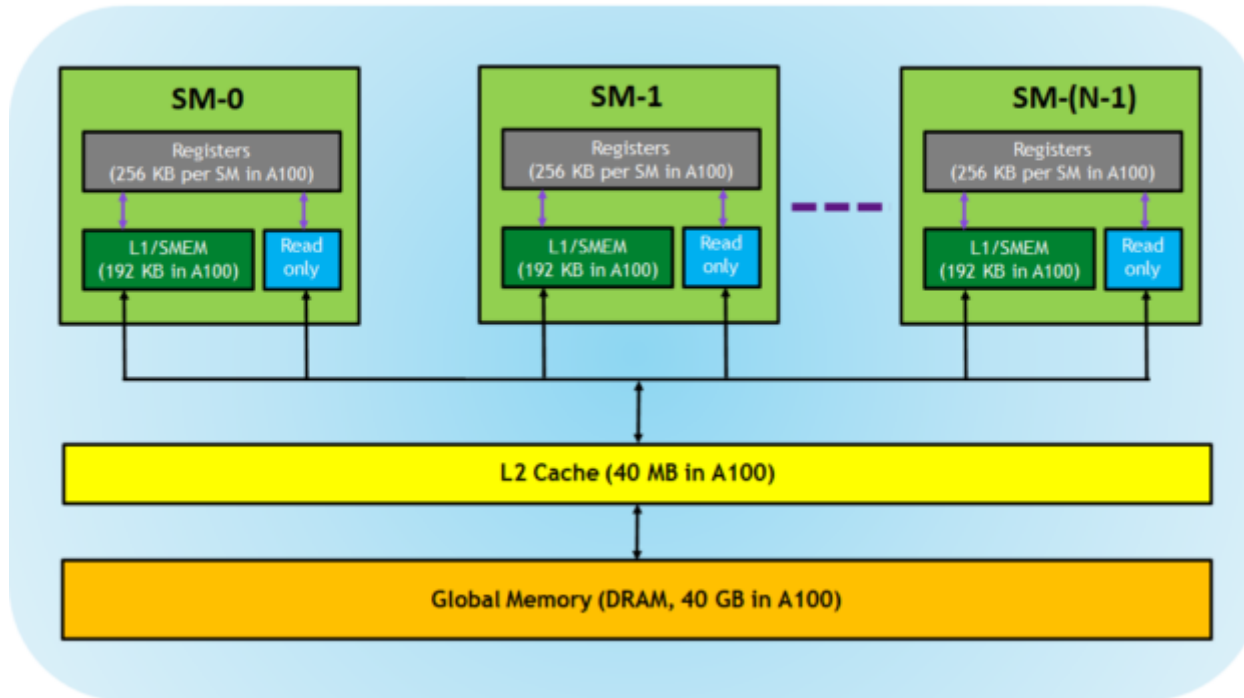 SM-0
Registers
(256 KB per SM in A100)
L1/SMEM
(192 KB in A100)
Read
only
SM-1
Registers
(256 KB per SM in A100)
L1/SMEM
(192 KB in A100)
Read
only
SM-(N-1)
Registers
(256 KB per SM in A100)
L1/SMEM
(192 KB in A100)
Read
only
L2 Cache (40 MB in A100)
Global Memory (DRAM, 40 GB in A100)